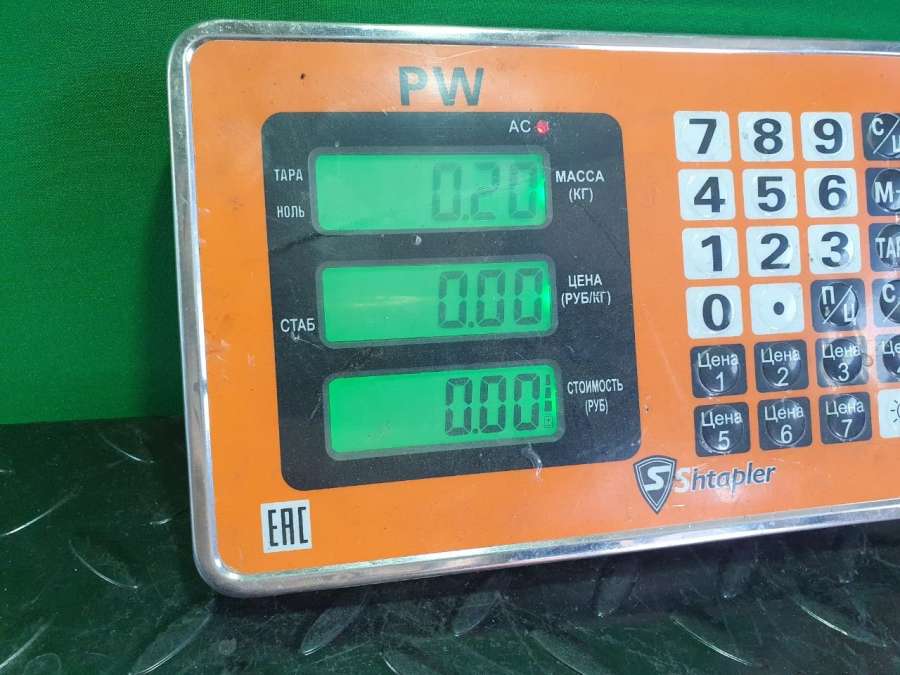 PW
AC
ТАРА
НОЛЬ
0.20
МАССА
(КГ)
СТАБ
0.00
ЦЕНА
(РУБ/КГ)
0.00
СТОИМОСТЬ
(РУБ)
7 8 9 С/
4 5 6 М
1 2 3 ТАР
0 . П/Ц С/
Цена 1 Цена 2 Цена 3
Цена 5 Цена 6 Цена 7
S Shtapler
EAC